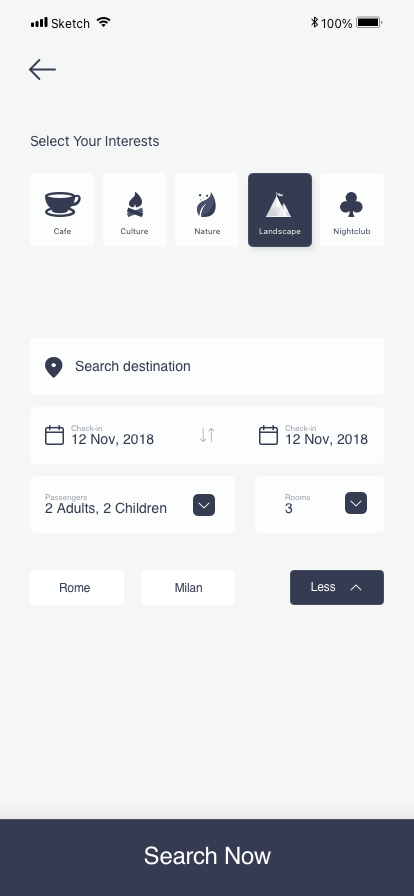 Sketch 100%
Select Your Interests
Cafe Culture Nature Landscape Nightclub
Search destination
Check-in Check-in
12 Nov, 2018 12 Nov, 2018
Passengers Rooms
2 Adults, 2 Children 3
Rome Milan Less
Search Now